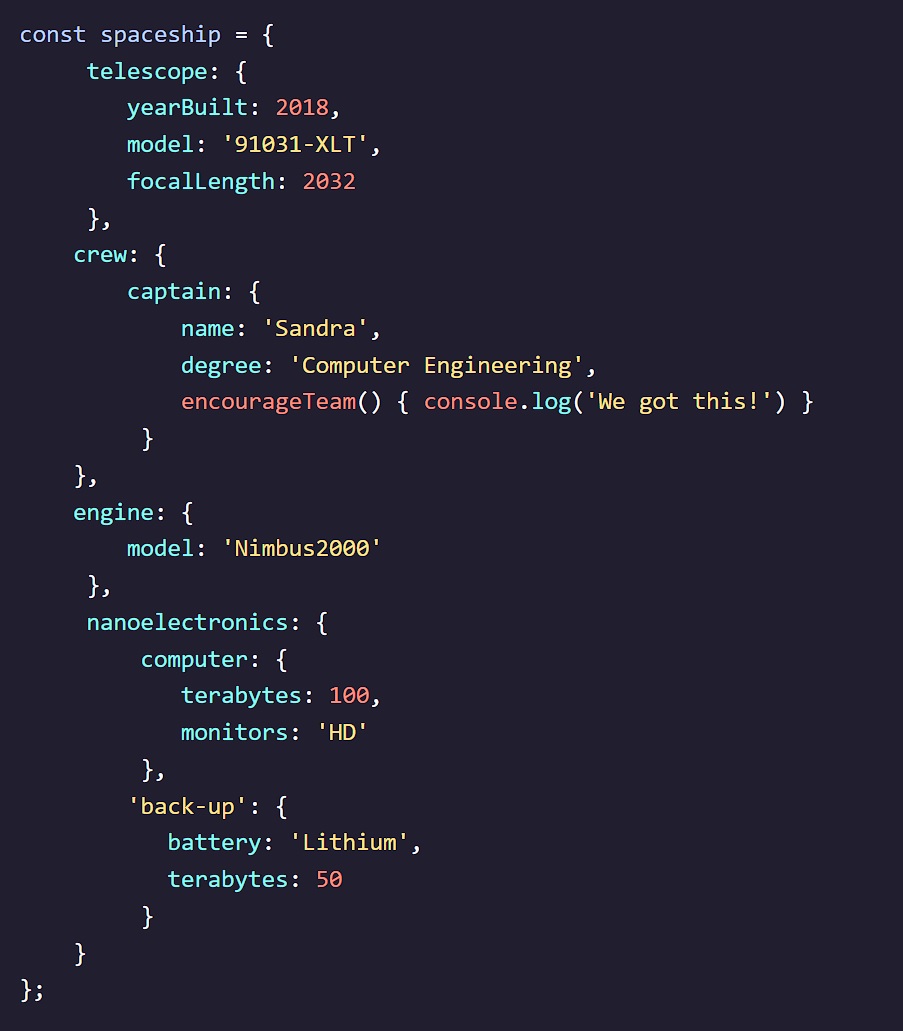 const spaceship = {
     telescope: {
        yearBuilt: 2018,
        model: '91031-XLT',
        focalLength: 2032
     },
    crew: {
        captain: {
            name: 'Sandra',
            degree: 'Computer Engineering',
            encourageTeam() { console.log('We got this!') }
         }
    },
    engine: {
        model: 'Nimbus2000'
     },
     nanoelectronics: {
         computer: {
            terabytes: 100,
            monitors: 'HD'
         },
        'back-up': {
           battery: 'Lithium',
           terabytes: 50
         }
    }
};